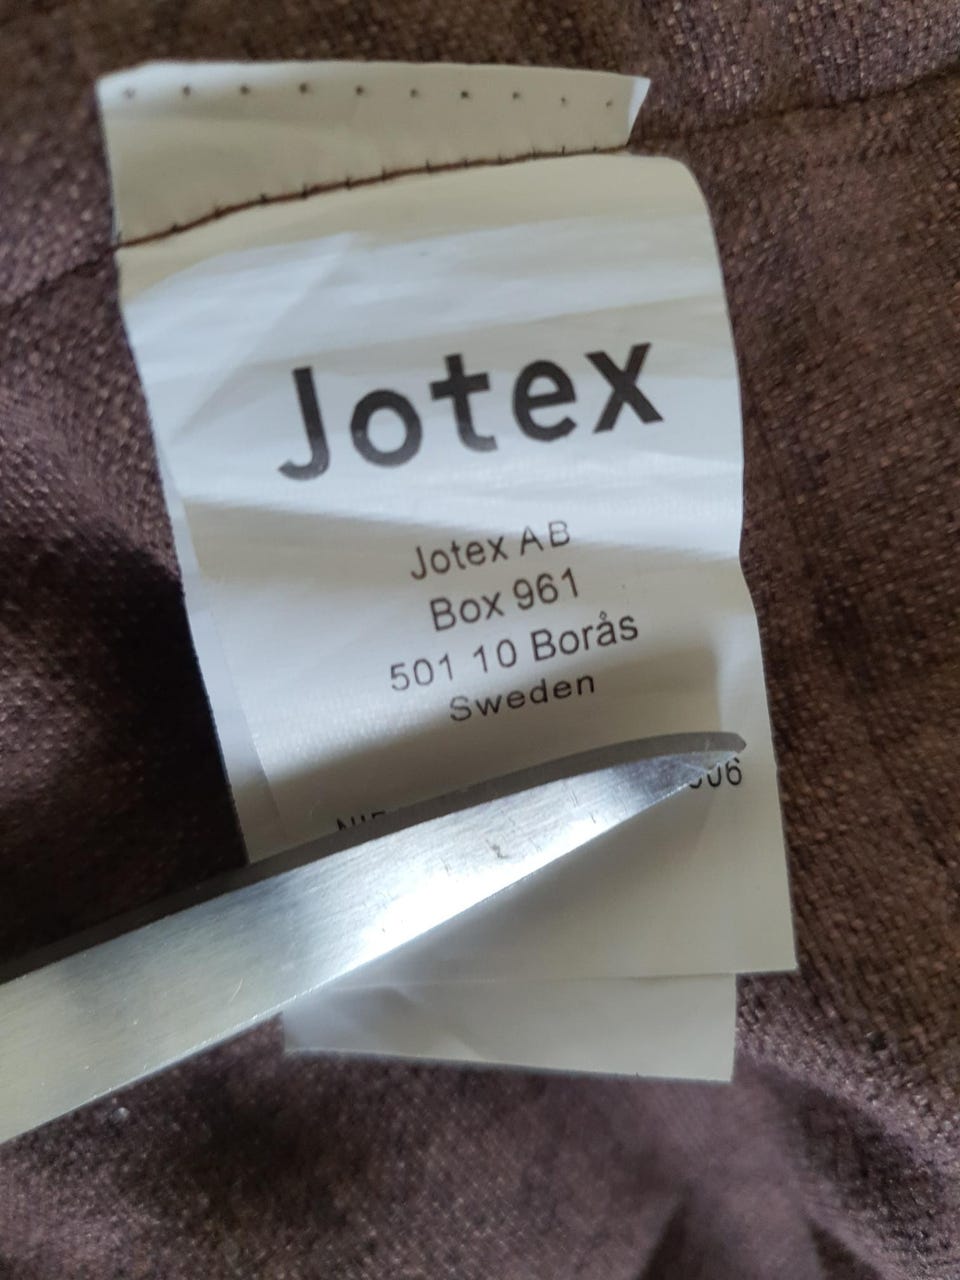 Jotex
Jotex AB
Box 961
501 10 Borås
Sweden